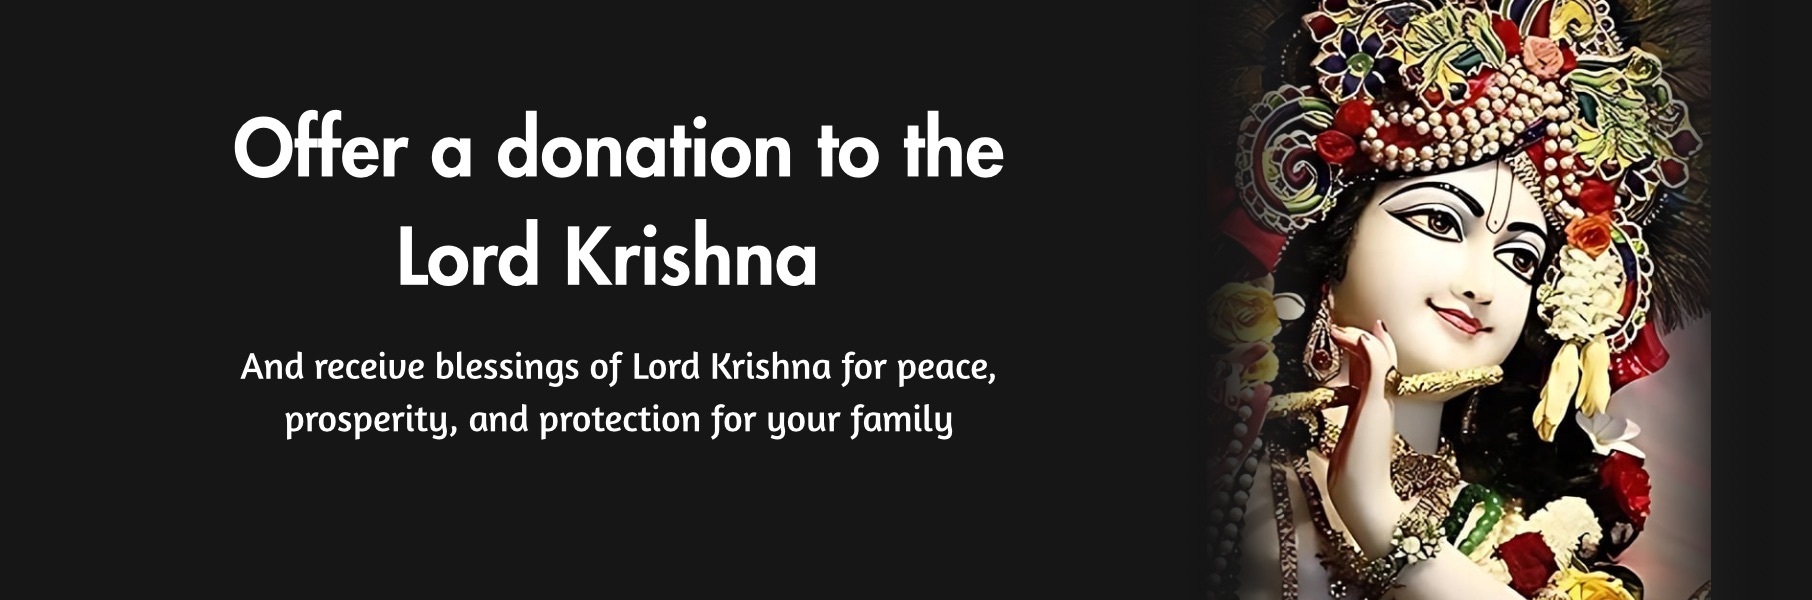 Offer a donation to the
Lord Krishna
And receive blessings of Lord Krishna for peace,
prosperity, and protection for your family